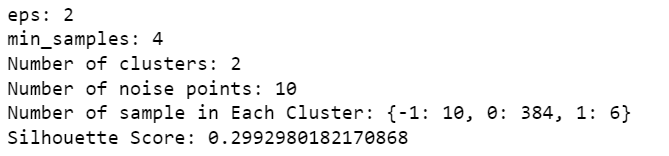 eps: 2
min_samples: 4
Number of clusters: 2
Number of noise points: 10
Number of sample in Each Cluster: {-1: 10, 0: 384, 1: 6}
Silhouette Score: 0.2992980182170868